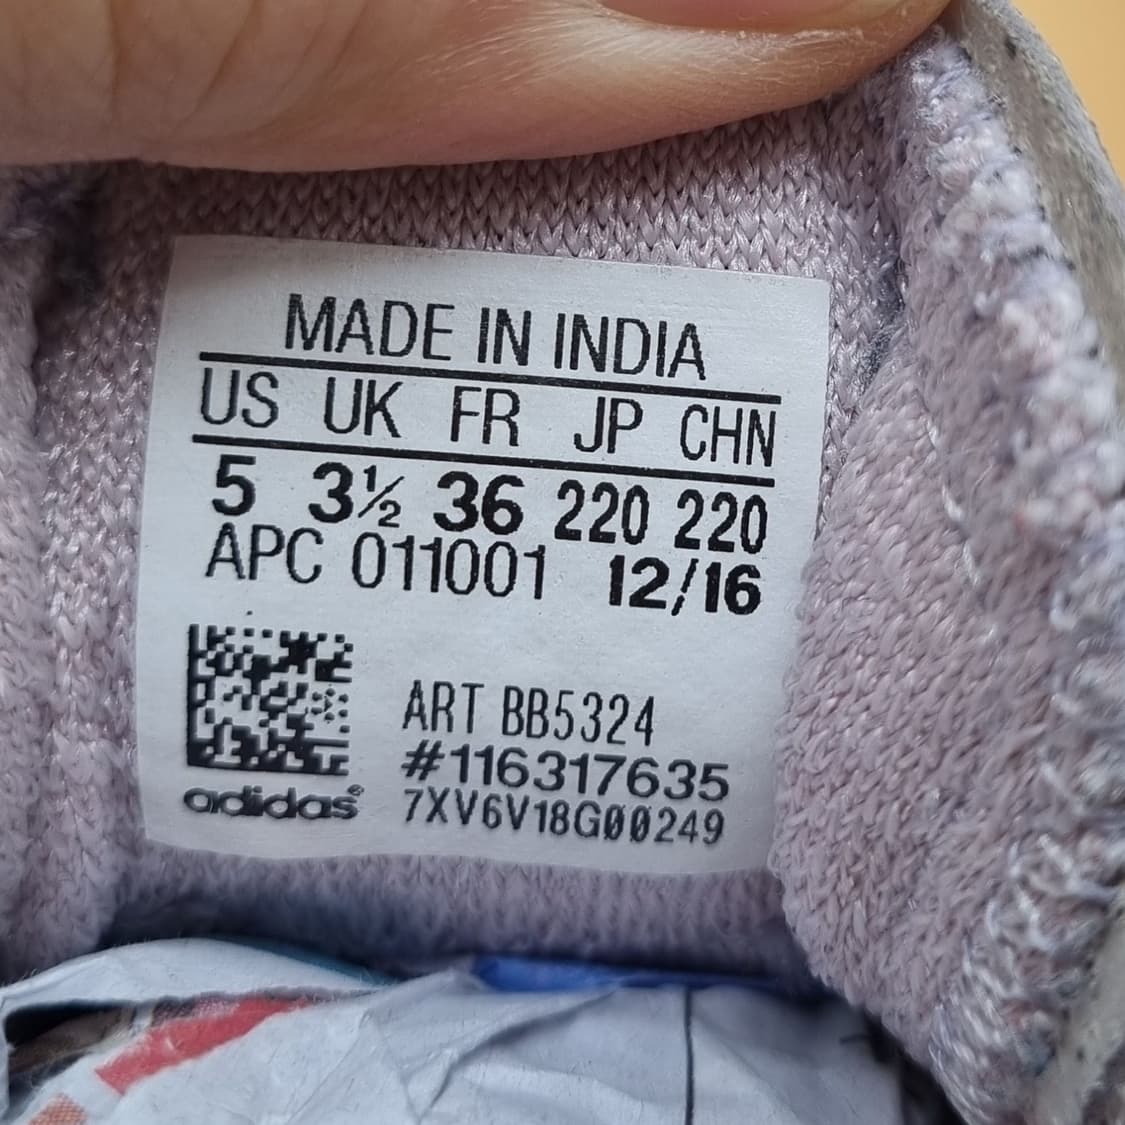 MADE IN INDIA
US UK FR JP CHN
5 3½ 36 220 220
APC 011001 12/16
ART BB5324
#116317635
adidas® 7XV6V18G00249